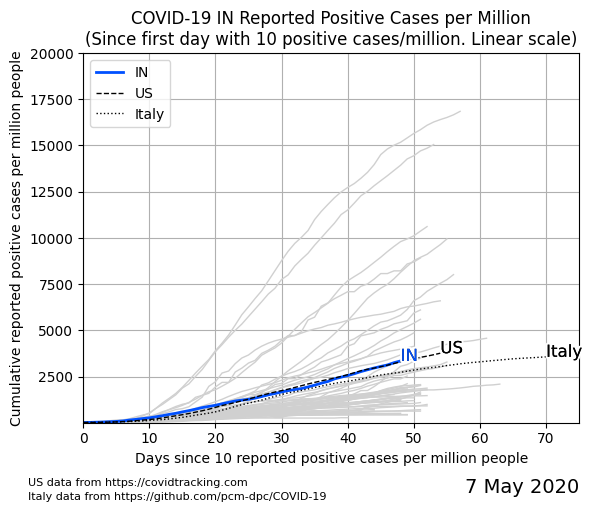 COVID-19 IN Reported Positive Cases per Million
(Since first day with 10 positive cases/million. Linear scale)
Cumulative reported positive cases per million people
20000
17500
15000
12500
10000
7500
5000
2500
IN
US
Italy
IN
US
Italy
0
10
20
30
40
50
60
70
Days since 10 reported positive cases per million people
US data from https://covidtracking.com
Italy data from https://github.com/pcm-dpc/COVID-19
7 May 2020